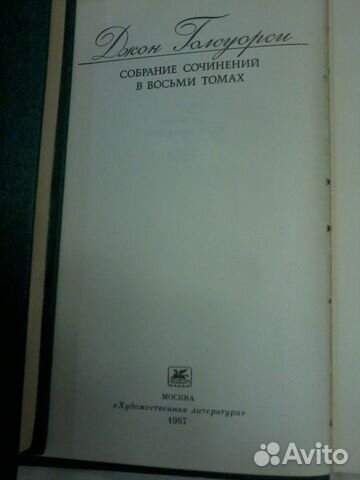 Джон Голсуорси
СОБРАНИЕ СОЧИНЕНИЙ
В ВОСЬМИ ТОМАХ
МОСКВА
«Художественная литература»
1987
Avito